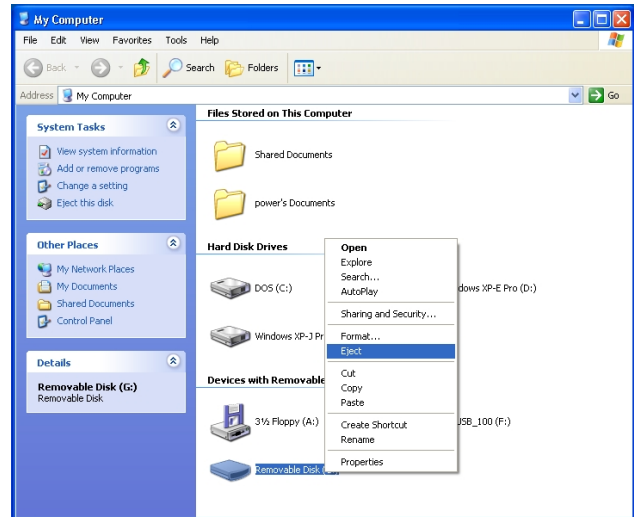 My Computer
File Edit View Favorites Tools Help
Back Search Folders
Address My Computer Go
System Tasks
View system information
Add or remove programs
Change a setting
Eject this disk
Other Places
My Network Places
My Documents
Shared Documents
Control Panel
Details
Removable Disk (G:)
Removable Disk
Files Stored on This Computer
Shared Documents
power's Documents
Hard Disk Drives
DOS (C:)
dows XP-E Pro (D:)
Windows XP-J Pr
Devices with Removable
3½ Floppy (A:)
JSB_100 (F:)
Removable Disk
Open
Explore
Search...
AutoPlay
Sharing and Security...
Format...
Eject
Cut
Copy
Paste
Create Shortcut
Rename
Properties